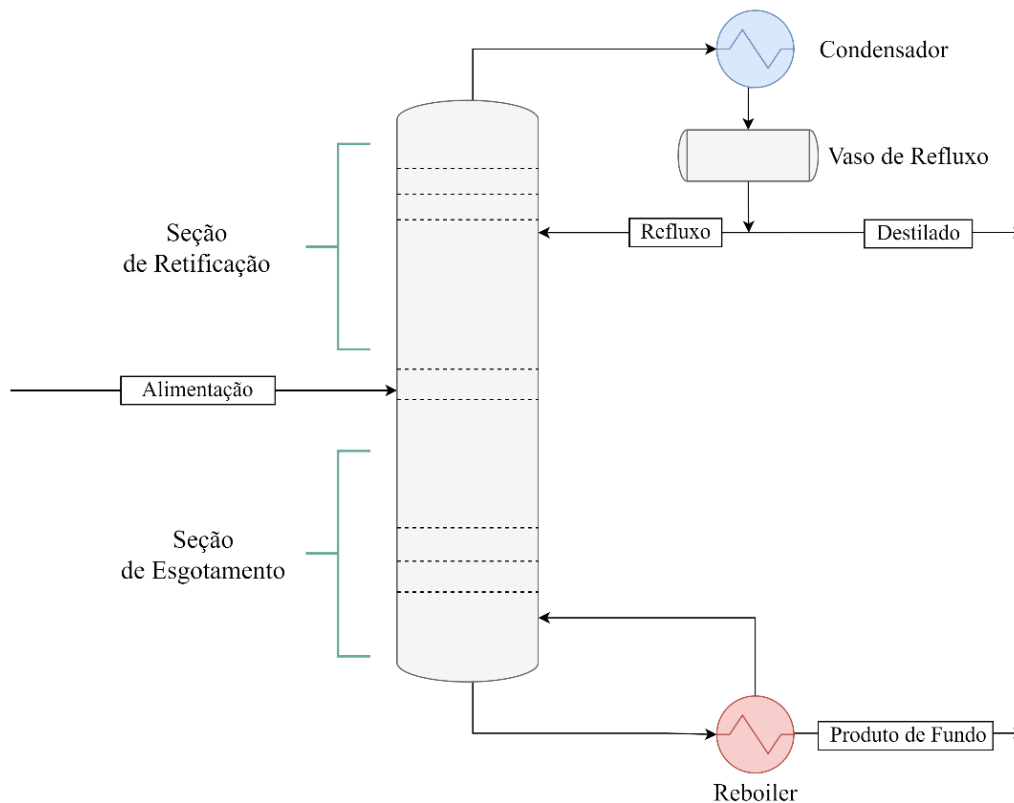 Condensador
Vaso de Refluxo
Seção
de Retificação
Refluxo
Destilado
Alimentação
Seção
de Esgotamento
Produto de Fundo
Reboiler